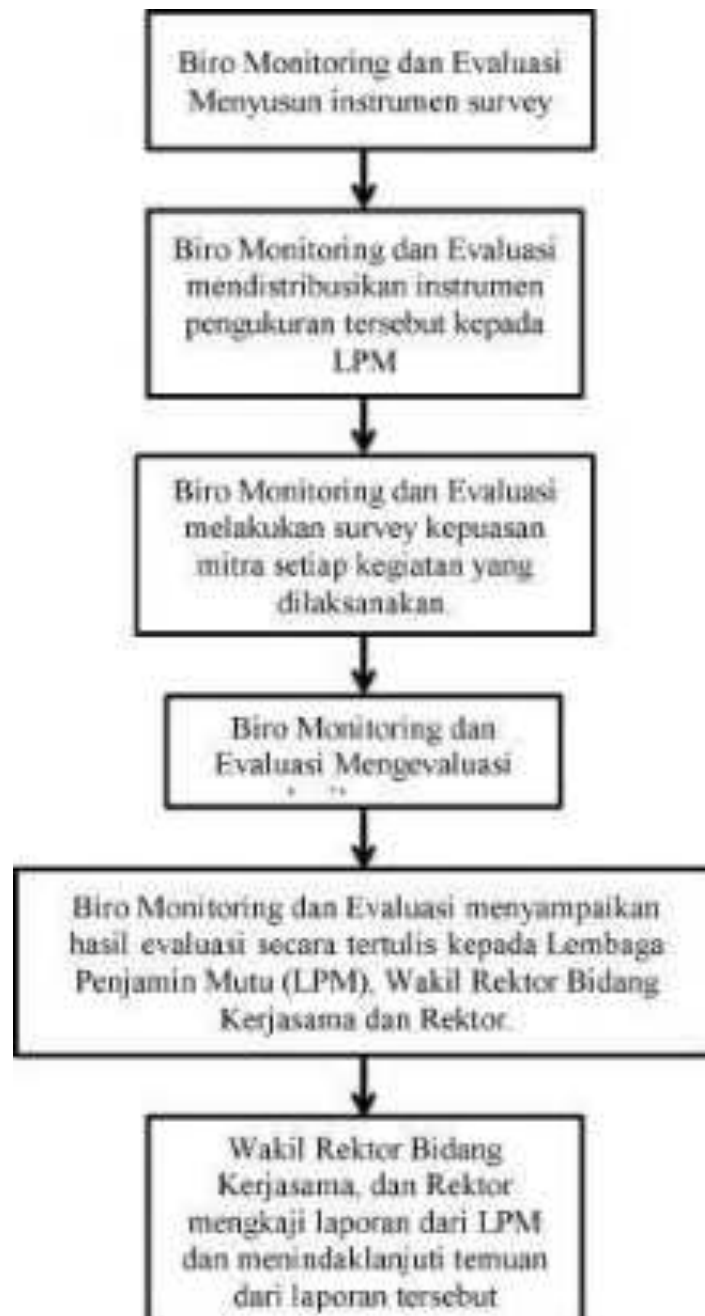 Biro Monitoring dan Evaluasi
Menyusun instrumen survey
Biro Monitoring dan Evaluasi
mendistribusikan instrumen
pengukuran tersebut kepada
LPM
Biro Monitoring dan Evaluasi
melakukan survey kepuasan
mitra setiap kegiatan yang
dilaksanakan.
Biro Monitoring dan
Evaluasi Mengevaluasi
Biro Monitoring dan Evaluasi menyampaikan
hasil evaluasi secara tertulis kepada Lembaga
Penjamin Mutu (LPM), Wakil Rektor Bidang
Kerjasama dan Rektor.
Wakil Rektor Bidang
Kerjasama, dan Rektor
mengkaji laporan dari LPM
dan menindaklanjuti temuan
dari laporan tersebut